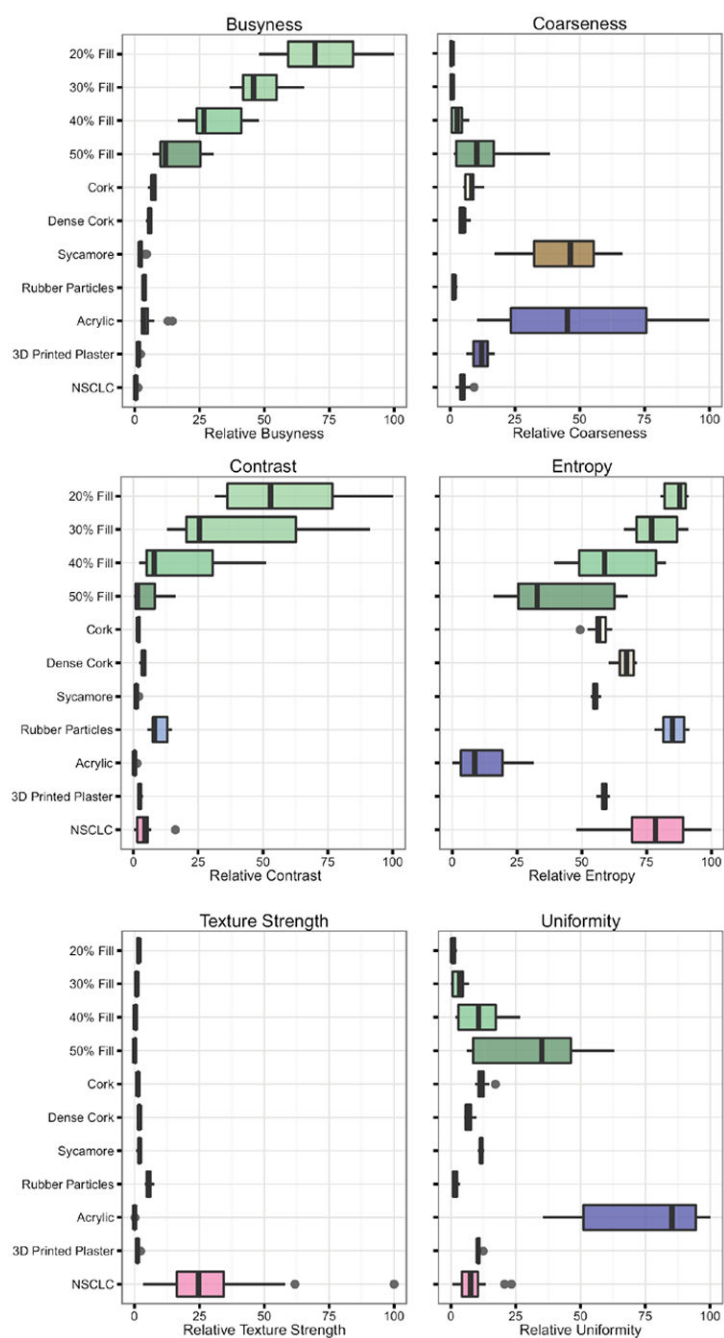 Busyness
Coarseness
20% Fill
30% Fill
40% Fill
50% Fill
Cork
Dense Cork
Sycamore
Rubber Particles
Acrylic
3D Printed Plaster
NSCLC
0 25 50 75 100
0 25 50 75 100
Relative Busyness
Relative Coarseness
Contrast
Entropy
20% Fill
30% Fill
40% Fill
50% Fill
Cork
Dense Cork
Sycamore
Rubber Particles
Acrylic
3D Printed Plaster
NSCLC
0 25 50 75 100
0 25 50 75 100
Relative Contrast
Relative Entropy
Texture Strength
Uniformity
20% Fill
30% Fill
40% Fill
50% Fill
Cork
Dense Cork
Sycamore
Rubber Particles
Acrylic
3D Printed Plaster
NSCLC
0 25 50 75 100
0 25 50 75 100
Relative Texture Strength
Relative Uniformity